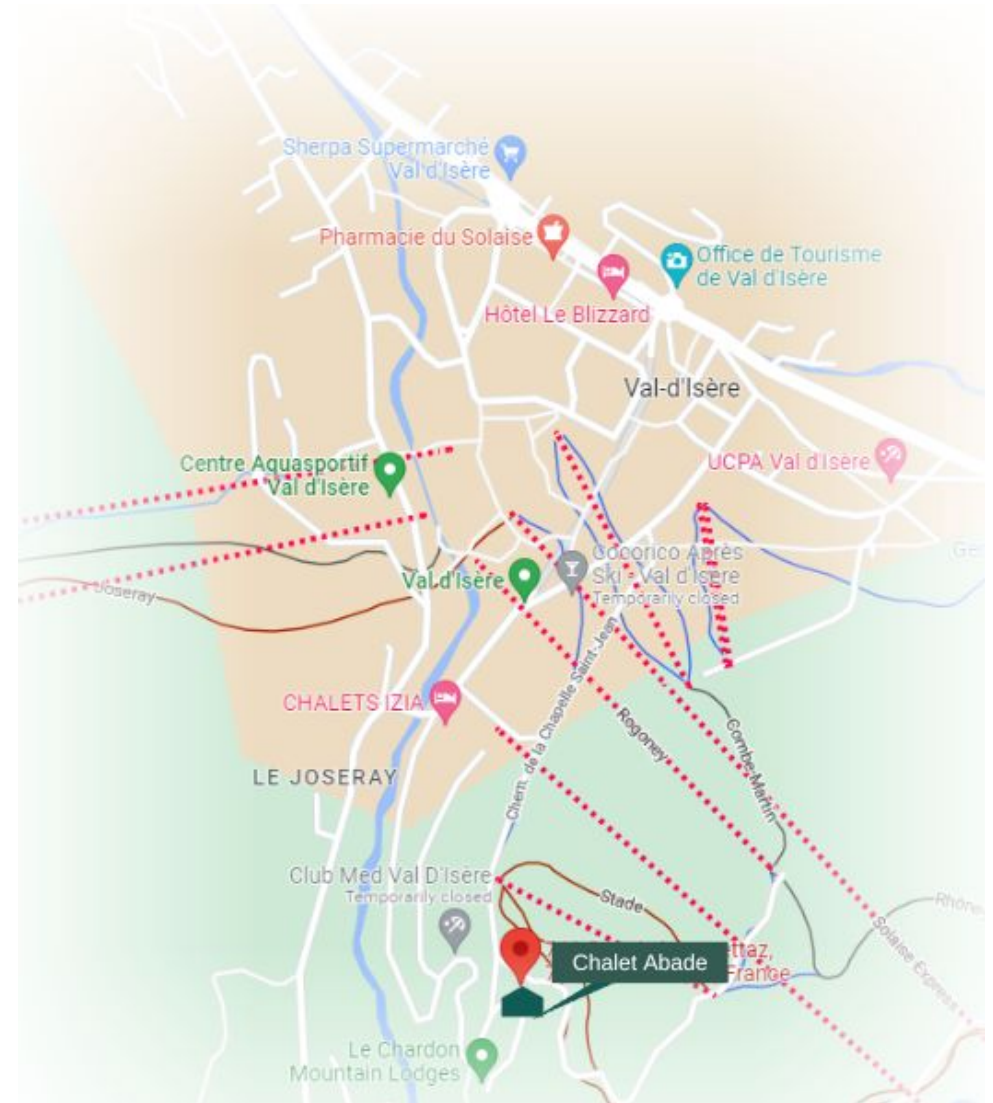 Sherpa Supermarché
Val d'Isère
Pharmacie du Solaise
Office de Tourisme
de Val d'Isère
Hôtel Le Blizzard
Val-d'Isère
Centre Aquasportif
Val d'Isère
UCPA Val d'Isère
Cocorico Après
Ski - Val d'Isère
Temporarily closed
Val d'Isère
Joseray
CHALETS IZIA
Chem. de la Chapelle Saint-Jean
Rogoney
Combe-Martin
LE JOSERAY
Club Med Val D'Isère
Temporarily closed
Stade
Rhône
Solaise Express
ttaz,
France
Chalet Abade
Le Chardon
Mountain Lodges